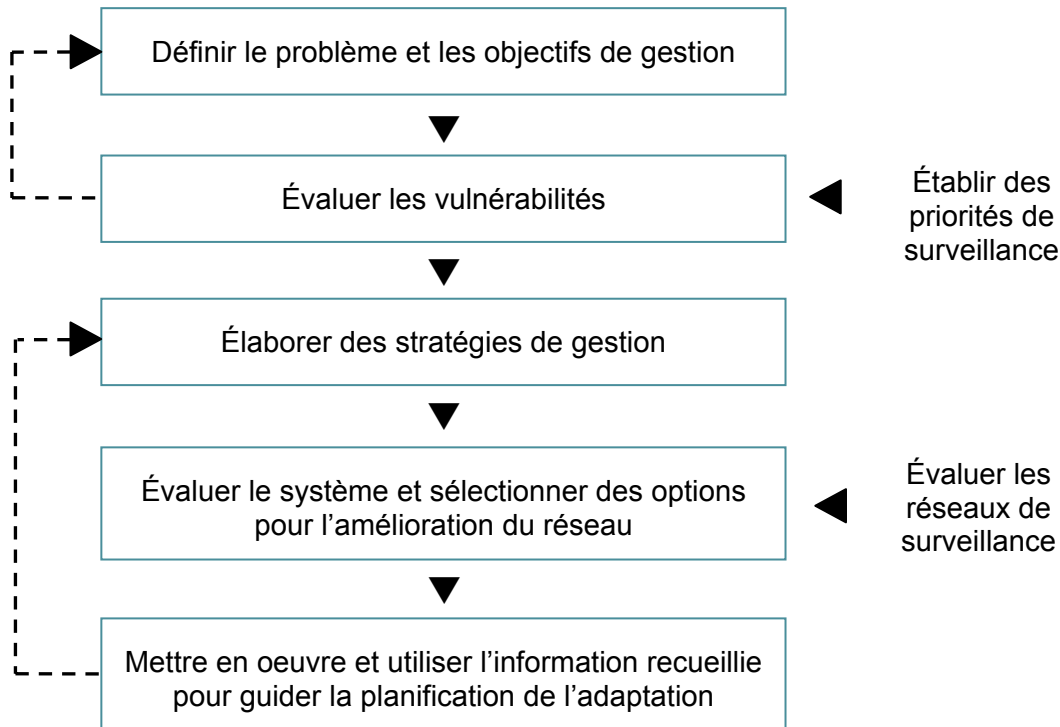 Définir le problème et les objectifs de gestion
Évaluer les vulnérabilités
Établir des
priorités de
surveillance
Élaborer des stratégies de gestion
Évaluer le système et sélectionner des options
pour l’amélioration du réseau
Évaluer les
réseaux de
surveillance
Mettre en oeuvre et utiliser l’information recueillie
pour guider la planification de l’adaptation